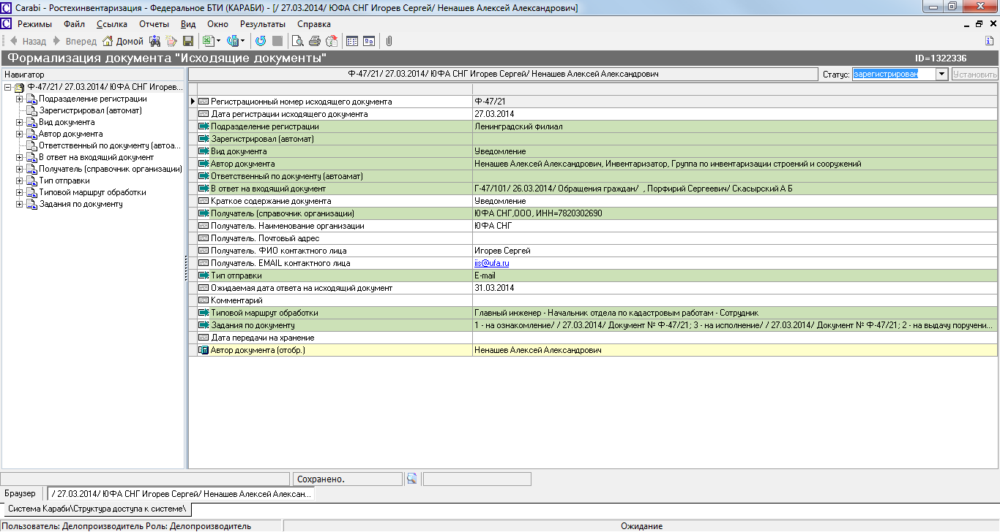 Carabi - Ростехинвентаризация - Федеральное БТИ (КАРАБИ) - [/ 27.03.2014/ ЮФА СНГ Игорев Сергей/ Ненашев Алексей Александрович]
Режимы Файл Ссылка Отчеты Вид Окно Результаты Справка
Назад Вперед Домой
Формализация документа "Исходящие документы" ID=1322336
Навигатор
Ф-47/21/ 27.03.2014/ ЮФА СНГ Игорев...
Подразделение регистрации
Зарегистрировал (автомат)
Вид документа
Автор документа
Ответственный по документу (автоа...
В ответ на входящий документ
Получатель (справочник организации)
Тип отправки
Типовой маршрут обработки
Задания по документу
Ф-47/21/ 27.03.2014/ ЮФА СНГ Игорев Сергей/ Ненашев Алексей Александрович Статус: зарегистрирован Установить
Регистрационный номер исходящего документа Ф-47/21
Дата регистрации исходящего документа 27.03.2014
Подразделение регистрации Ленинградский филиал
Зарегистрировал (автомат)
Вид документа Уведомление
Автор документа Ненашев Алексей Александрович, Инвентаризатор, Группа по инвентаризации строений и сооружений
Ответственный по документу (автоамат)
В ответ на входящий документ Г-47/101/ 26.03.2014/ Обращения граждан/ , Порфирий Сергеевич/ Скасырский А Б
Краткое содержание документа Уведомление
Получатель (справочник организации) ЮФА СНГ,ООО, ИНН=7820302690
Получатель. Наименование организации ЮФА СНГ
Получатель. Почтовый адрес
Получатель. ФИО контактного лица Игорев Сергей
Получатель. EMAIL контактного лица iis@ufa.ru
Тип отправки E-mail
Ожидаемая дата ответа на исходящий документ 31.03.2014
Комментарий
Типовой маршрут обработки Главный инженер - Начальник отдела по кадастровым работам - Сотрудник
Задания по документу 1 - на ознакомление/ / 27.03.2014/ Документ № Ф-47/21; 3 - на исполнение/ / 27.03.2014/ Документ № Ф-47/21; 2 - на выдачу поручени...
Дата передачи на хранение
Автор документа (отобр.) Ненашев Алексей Александрович
Сохранено.
Браузер / 27.03.2014/ ЮФА СНГ Игорев Сергей/ Ненашев Алексей Алексан...
Система Караби\Структура доступа к системе\
Пользователь: Делопроизводитель Роль: Делопроизводитель Ожидание